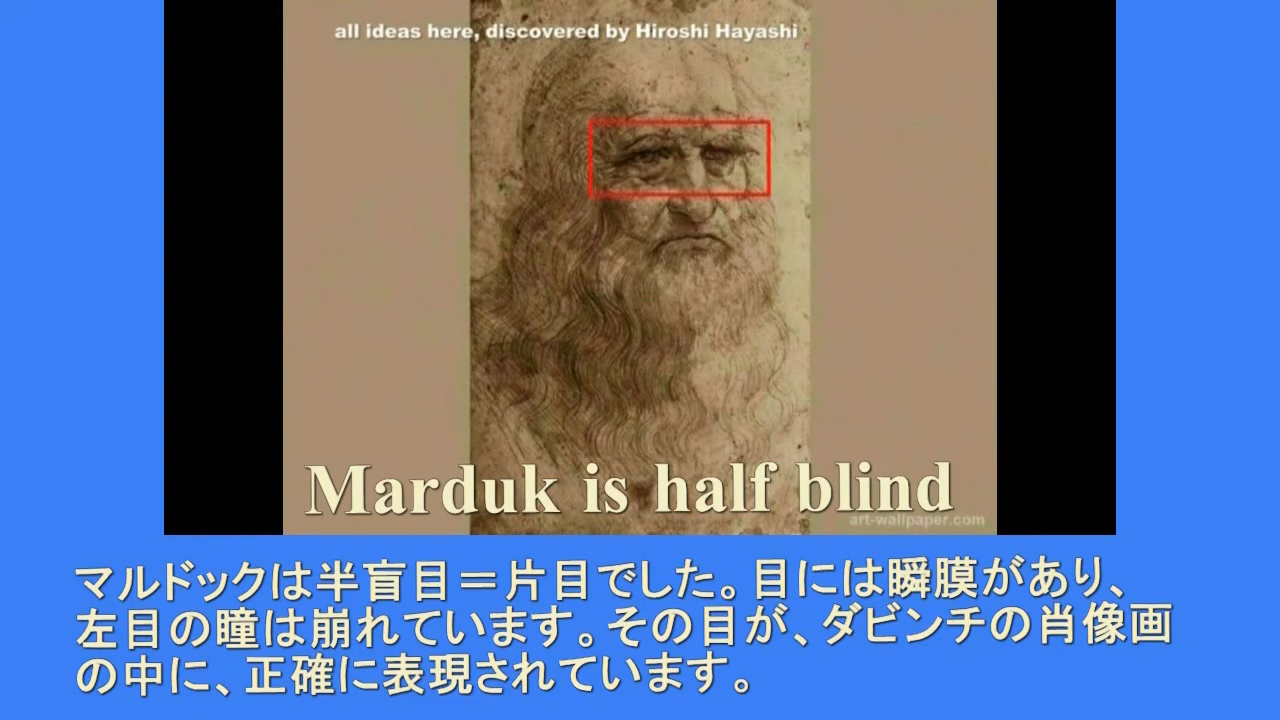 all ideas here, discovered by Hiroshi Hayashi
Marduk is half blind
art-wallpaper.com
マルドックは半盲目＝片目でした。目には瞬膜があり、
左目の瞳は崩れています。その目が、ダビンチの肖像画
の中に、正確に表現されています。